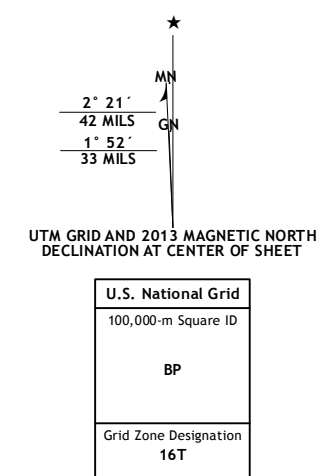 MN
2° 21´
42 MILS
GN
1° 52´
33 MILS
UTM GRID AND 2013 MAGNETIC NORTH
DECLINATION AT CENTER OF SHEET
U.S. National Grid
100,000-m Square ID
BP
Grid Zone Designation
16T